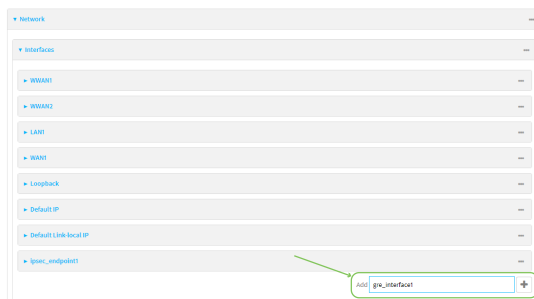 Network
Interfaces
WWAN1
WWAN2
LAN1
WAN1
Loopback
Default IP
Default Link-local IP
ipsec_endpoint1
Add gre_interface1